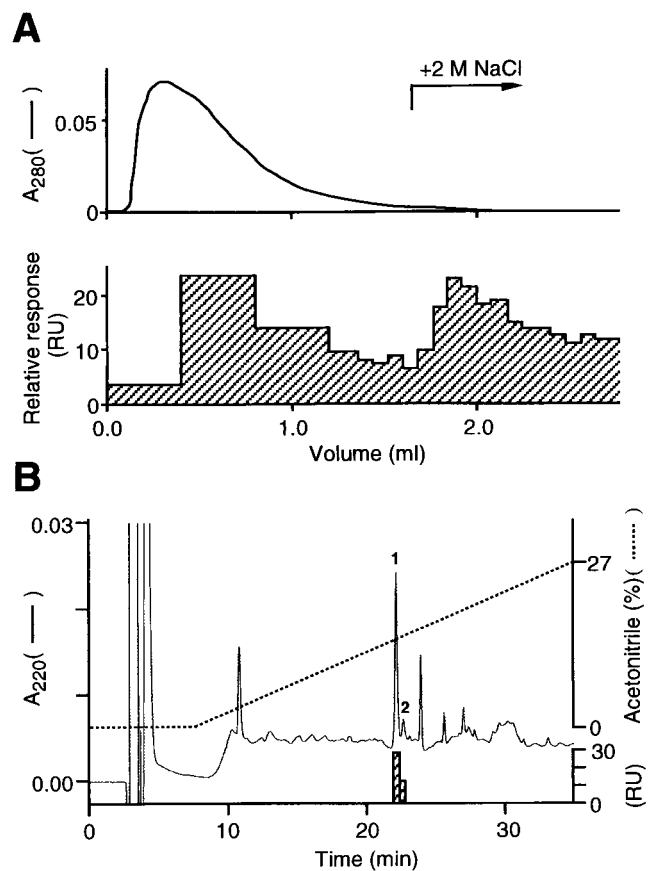 A
+2 M NaCl
A280( — )
0.05
0
Relative response
(RU)
20
10
0
0.0 1.0 2.0
Volume (ml)
B
0.03
A220( — )
0.00
1
2
27
0
Acetonitrile (%)( ....... )
30
0
(RU)
0 10 20 30
Time (min)